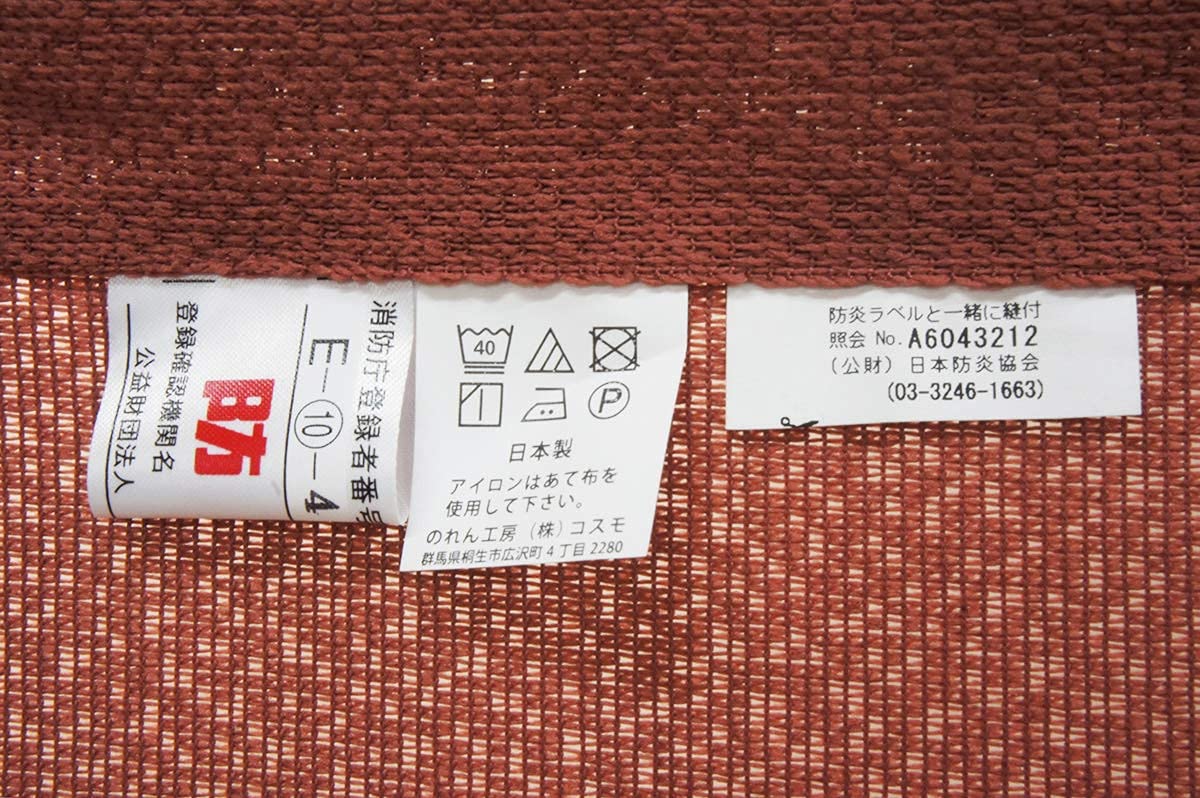 消防庁登録者番号
E-⑩-4
防
登録確認機関名
公益財団法人
40
P
日本製
アイロンはあて布を
使用して下さい。
のれん工房(株)コスモ
群馬県桐生市広沢町4丁目2280
防炎ラベルと一緒に縫付
照会 No. A6043212
(公財)日本防炎協会
(03-3246-1663)